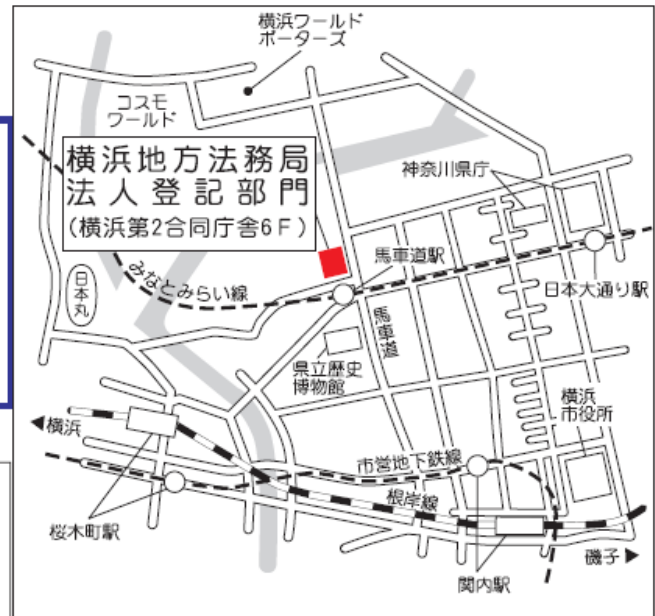 横浜ワールド
ポーターズ
コスモ
ワールド
横浜地方法務局
法人登記部門
(横浜第2合同庁舎6F)
神奈川県庁
みなとみらい線
馬車道駅
日本大通り駅
日本丸
馬車道
県立歴史
博物館
横浜
市役所
◀横浜
市営地下鉄線
根岸線
桜木町駅
関内駅
磯子▶